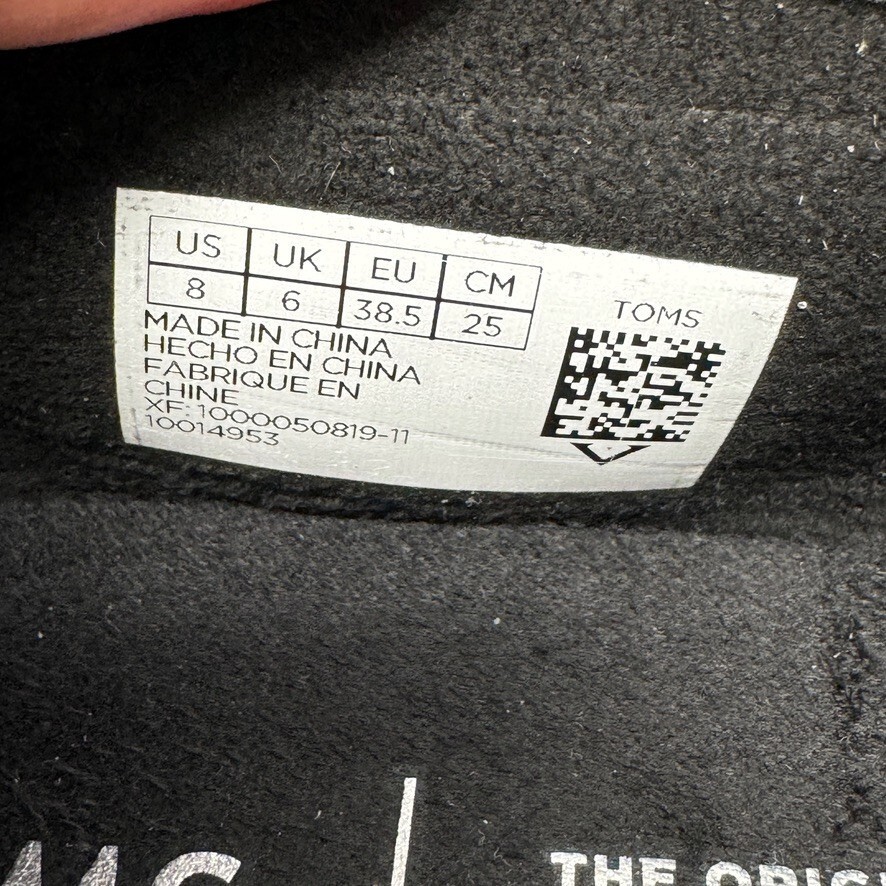 US UK EU CM
8 6 38.5 25
MADE IN CHINA
HECHO EN CHINA
FABRIQUE EN
CHINE
XF: 1000050819-11
10014953
TOMS
THE